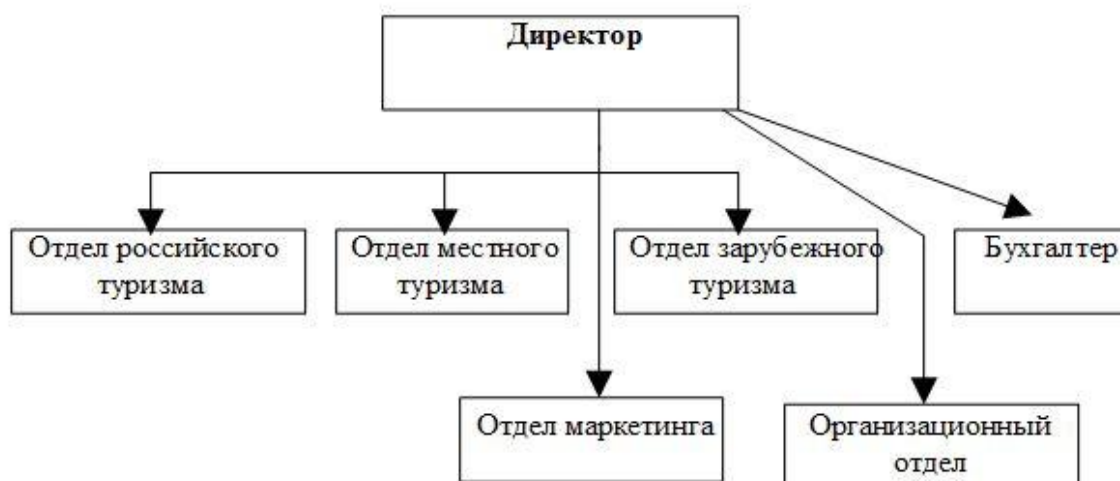 Директор
Отдел российского
туризма
Отдел местного
туризма
Отдел зарубежного
туризма
Бухгалтер
Отдел маркетинга
Организационный
отдел